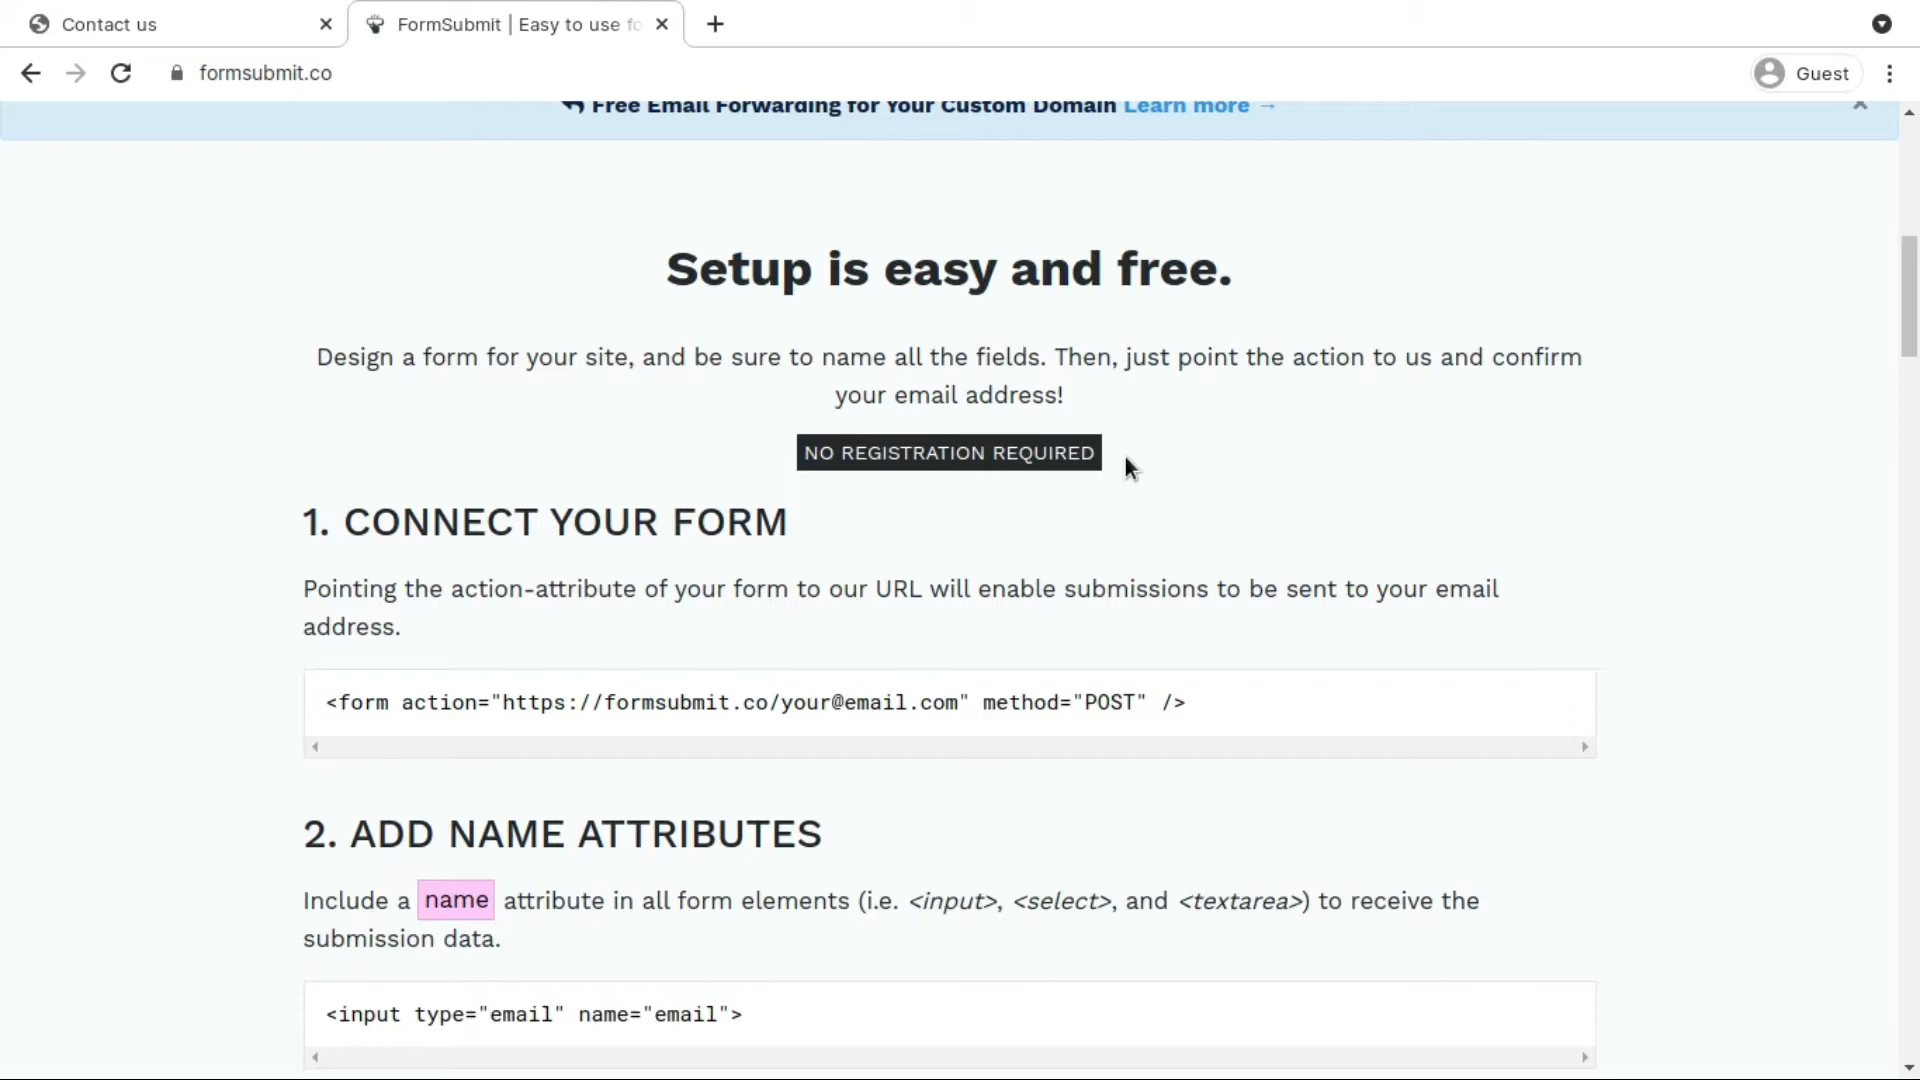 Contact us
FormSubmit | Easy to use fo
formsubmit.co
Guest
Free Email Forwarding for Your Custom Domain Learn more →
Setup is easy and free.
Design a form for your site, and be sure to name all the fields. Then, just point the action to us and confirm
your email address!
NO REGISTRATION REQUIRED
1. CONNECT YOUR FORM
Pointing the action-attribute of your form to our URL will enable submissions to be sent to your email
address.
<form action="https://formsubmit.co/your@email.com" method="POST" />
2. ADD NAME ATTRIBUTES
Include a name attribute in all form elements (i.e. <input>, <select>, and <textarea>) to receive the
submission data.
<input type="email" name="email">